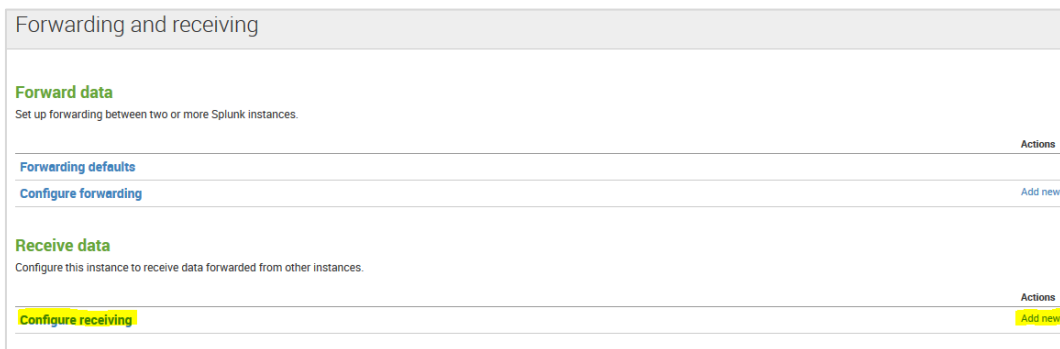 Forwarding and receiving
Forward data
Set up forwarding between two or more Splunk instances.
Actions
Forwarding defaults
Configure forwarding Add new
Receive data
Configure this instance to receive data forwarded from other instances.
Actions
Configure receiving Add new